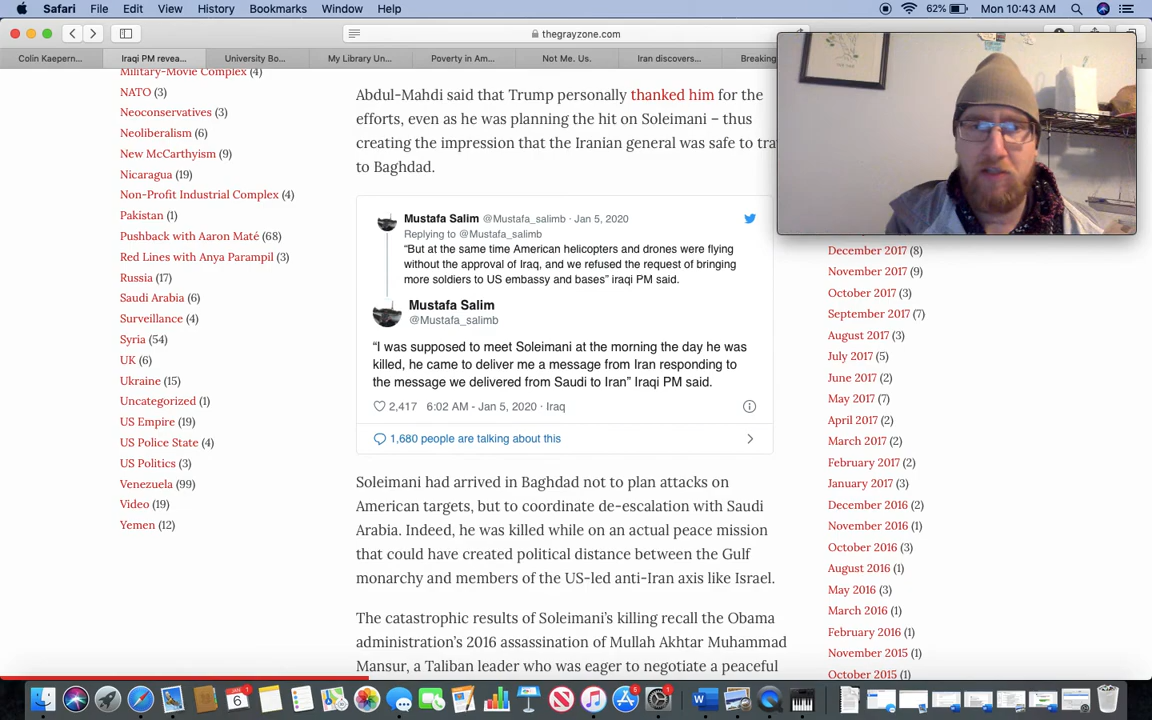 Safari File Edit View History Bookmarks Window Help
62% Mon 10:43 AM
thegrayzone.com
Colin Kaepern... Iraqi PM revea... University Bo... My Library Un... Poverty in Am... Not Me. Us. Iran discovers... Breaking
Military-Movie Complex (4)
NATO (3)
Neoconservatives (3)
Neoliberalism (6)
New McCarthyism (9)
Nicaragua (19)
Non-Profit Industrial Complex (4)
Pakistan (1)
Pushback with Aaron Maté (68)
Red Lines with Anya Parampil (3)
Russia (17)
Saudi Arabia (6)
Surveillance (4)
Syria (54)
UK (6)
Ukraine (15)
Uncategorized (1)
US Empire (19)
US Police State (4)
US Politics (3)
Venezuela (99)
Video (19)
Yemen (12)
Abdul-Mahdi said that Trump personally thanked him for the
efforts, even as he was planning the hit on Soleimani – thus
creating the impression that the Iranian general was safe to tra
to Baghdad.
Mustafa Salim @Mustafa_salimb · Jan 5, 2020
Replying to @Mustafa_salimb
“But at the same time American helicopters and drones were flying
without the approval of Iraq, and we refused the request of bringing
more soldiers to US embassy and bases” iraqi PM said.
Mustafa Salim
@Mustafa_salimb
“I was supposed to meet Soleimani at the morning the day he was
killed, he came to deliver me a message from Iran responding to
the message we delivered from Saudi to Iran” Iraqi PM said.
2,417 6:02 AM - Jan 5, 2020 · Iraq
1,680 people are talking about this
Soleimani had arrived in Baghdad not to plan attacks on
American targets, but to coordinate de-escalation with Saudi
Arabia. Indeed, he was killed while on an actual peace mission
that could have created political distance between the Gulf
monarchy and members of the US-led anti-Iran axis like Israel.
The catastrophic results of Soleimani’s killing recall the Obama
administration’s 2016 assassination of Mullah Akhtar Muhammad
Mansur, a Taliban leader who was eager to negotiate a peaceful
December 2017 (8)
November 2017 (9)
October 2017 (3)
September 2017 (7)
August 2017 (3)
July 2017 (5)
June 2017 (2)
May 2017 (7)
April 2017 (2)
March 2017 (2)
February 2017 (2)
January 2017 (3)
December 2016 (2)
November 2016 (1)
October 2016 (3)
August 2016 (1)
May 2016 (3)
March 2016 (1)
February 2016 (1)
November 2015 (1)
October 2015 (1)
JAN
6